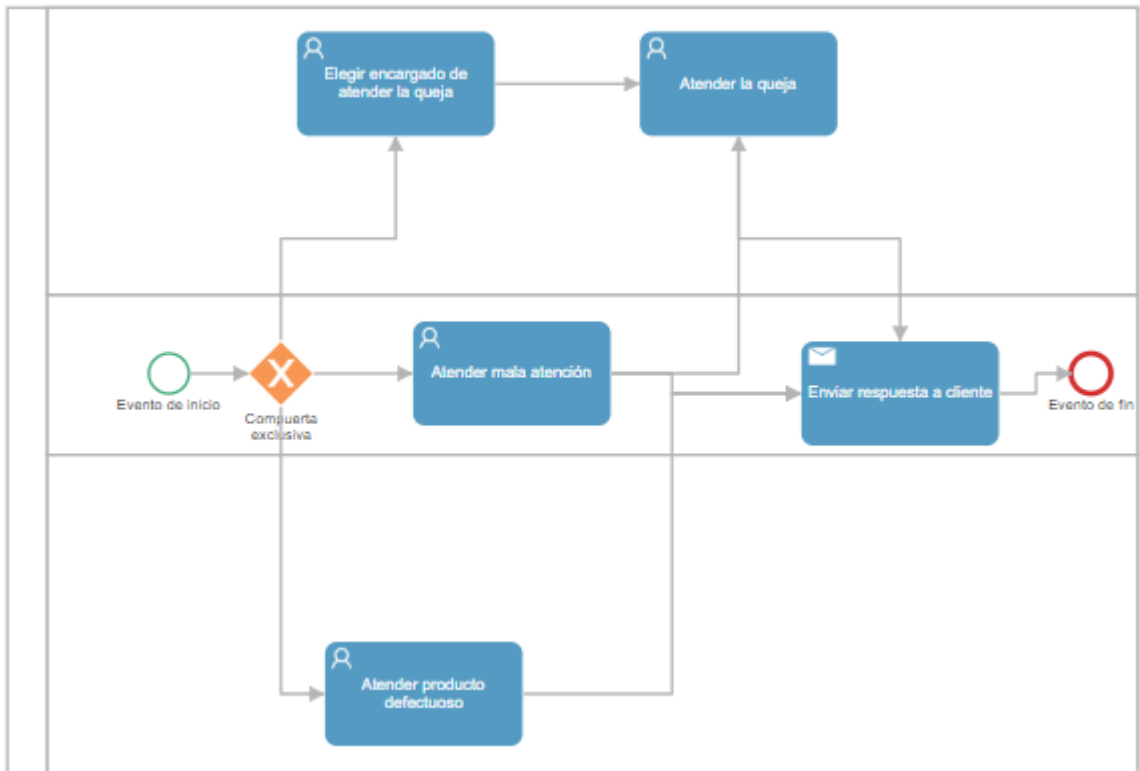 Elegir encargado de
atender la queja
Atender la queja
Evento de inicio
X
Compuerta
exclusiva
Atender mala atención
Enviar respuesta a cliente
Evento de fin
Atender producto
defectuoso